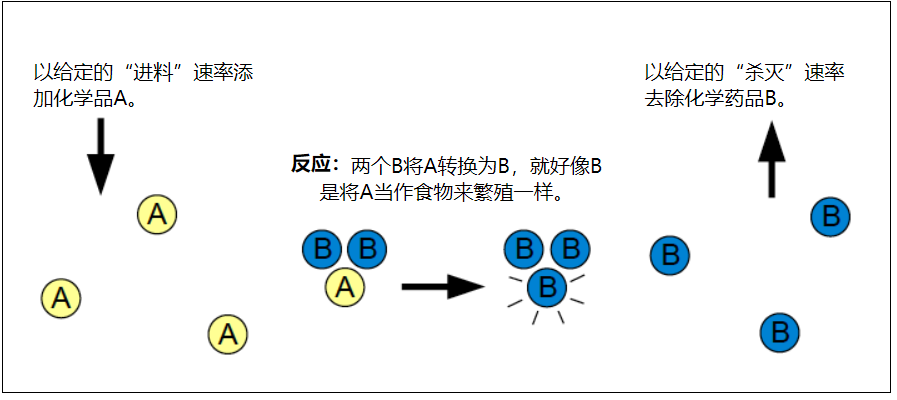 以给定的“进料”速率添
加化学品A。
反应：两个B将A转换为B，就好像B
是将A当作食物来繁殖一样。
以给定的“杀灭”速率
去除化学药品B。
A
A
A
B B
A
B B
B
B
B
B